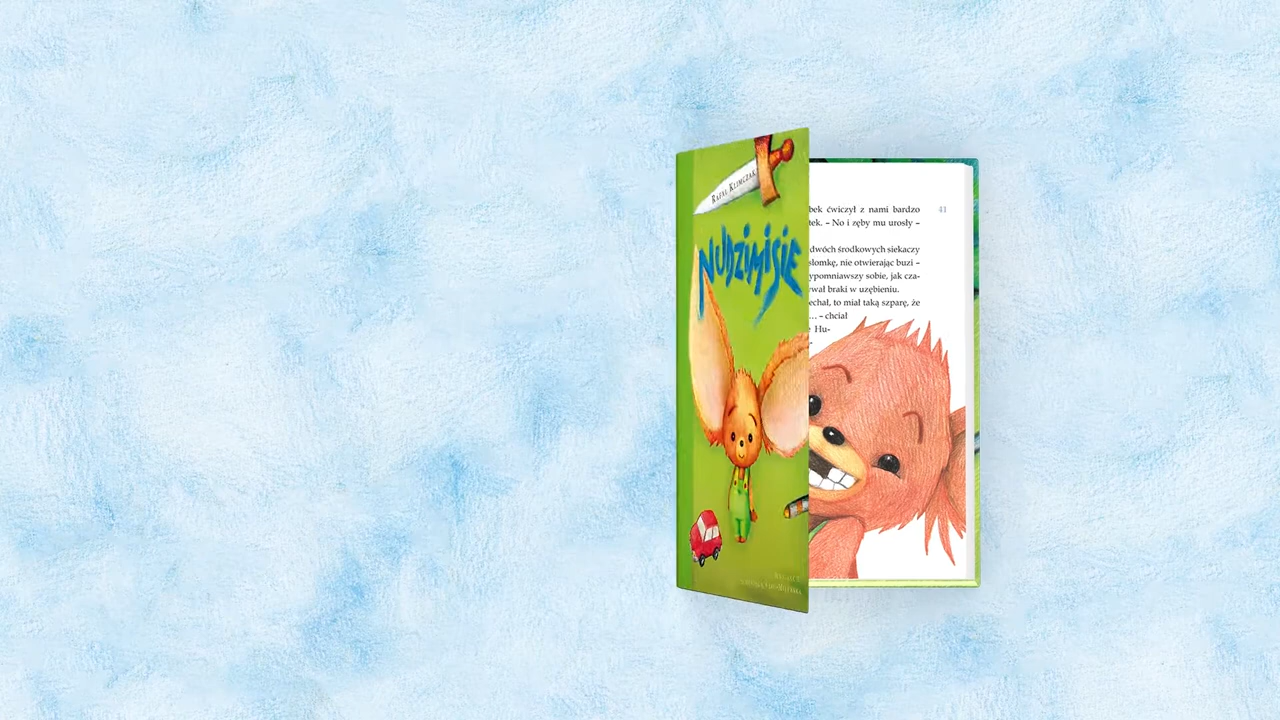 RAFAŁ KLIMCZAK
NUDZIMISIE
41
bek ćwiczył z nami bardzo
tek. – No i zęby mu urosły –
dwóch środkowych siekaczy
słomkę, nie otwierając buzi –
ypomniawszy sobie, jak cza-
wał braki w uzębieniu.
echał, to miał taką szparę, że
... – chciał
Hu-